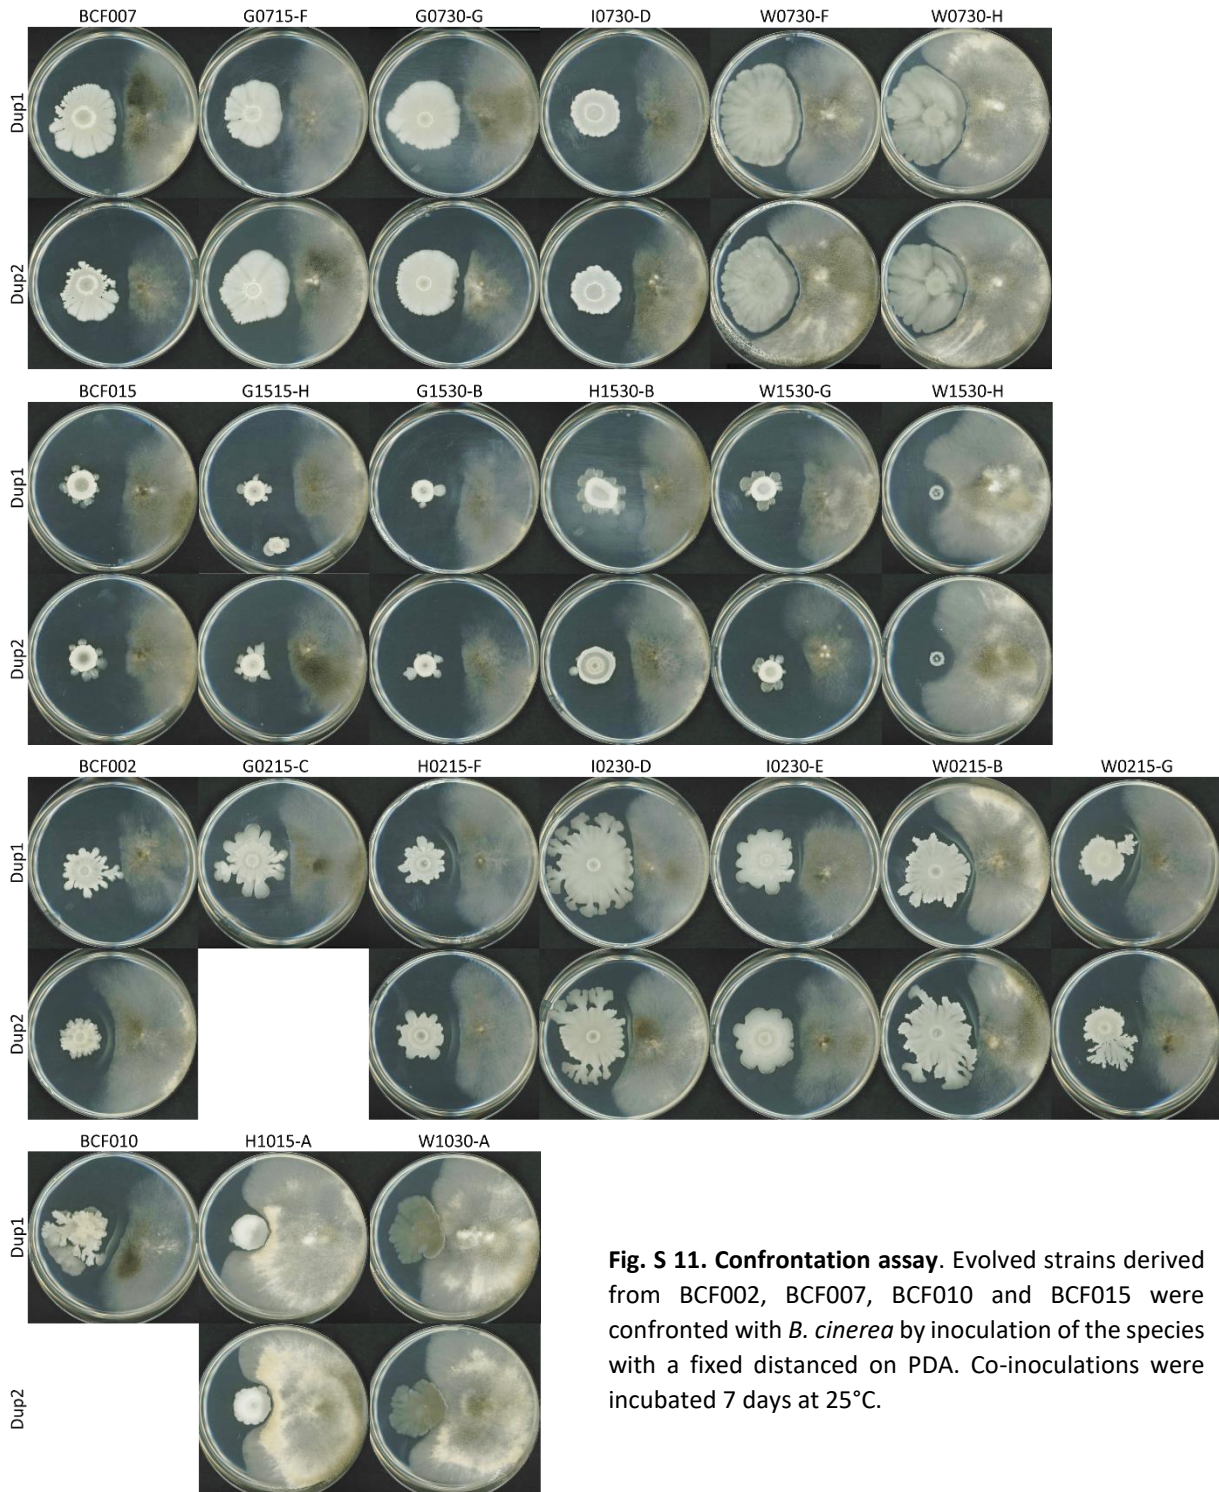 BCF007 G0715-F G0730-G I0730-D W0730-F W0730-H
Dup1
Dup2
BCF015 G1515-H G1530-B H1530-B W1530-G W1530-H
Dup1
Dup2
BCF002 G0215-C H0215-F I0230-D I0230-E W0215-B W0215-G
Dup1
Dup2
BCF010 H1015-A W1030-A
Dup1
Dup2
Fig. S 11. Confrontation assay. Evolved strains derived
from BCF002, BCF007, BCF010 and BCF015 were
confronted with B. cinerea by inoculation of the species
with a fixed distanced on PDA. Co-inoculations were
incubated 7 days at 25°C.